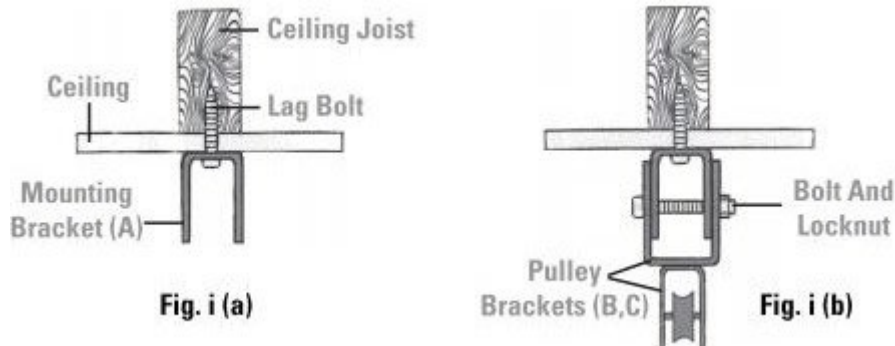 Ceiling Joist
Ceiling
Lag Bolt
Mounting
Bracket (A)
Fig. i (a)
Bolt And
Locknut
Pulley
Brackets (B,C)
Fig. i (b)